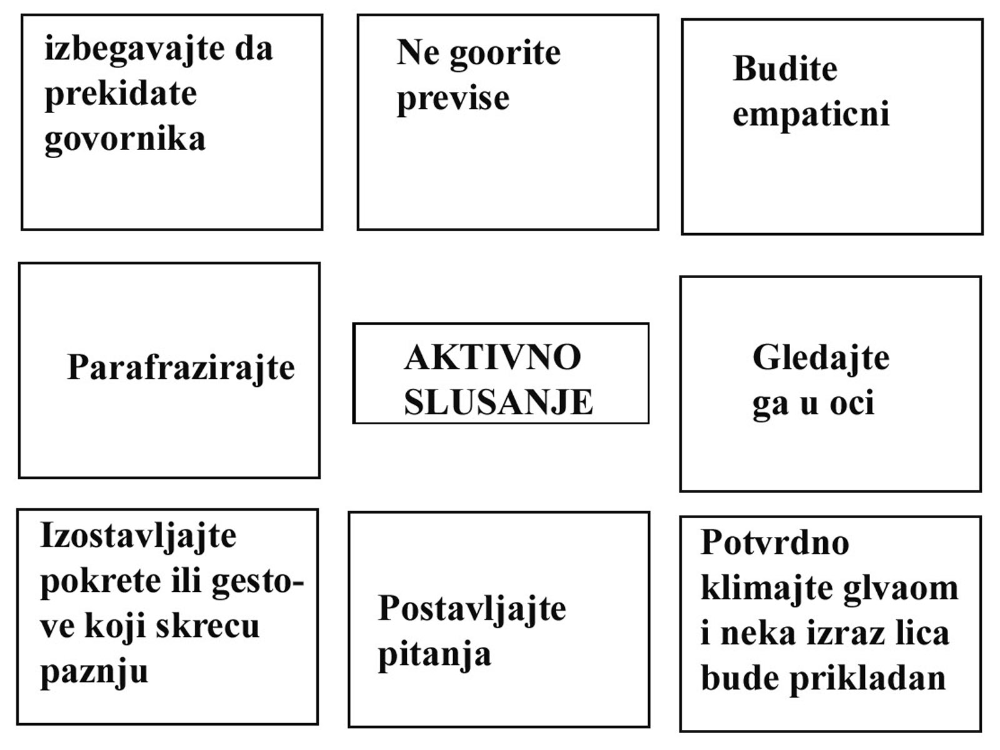 izbegavajte da
prekidate
govornika
Ne goorite
previse
Budite
empaticni
Parafrazirajte
AKTIVNO
SLUSANJE
Gledajte
ga u oci
Izostavljajte
pokrete ili gesto-
ve koji skrecu
paznju
Postavljajte
pitanja
Potvrdno
klimajte glvaom
i neka izraz lica
bude prikladan